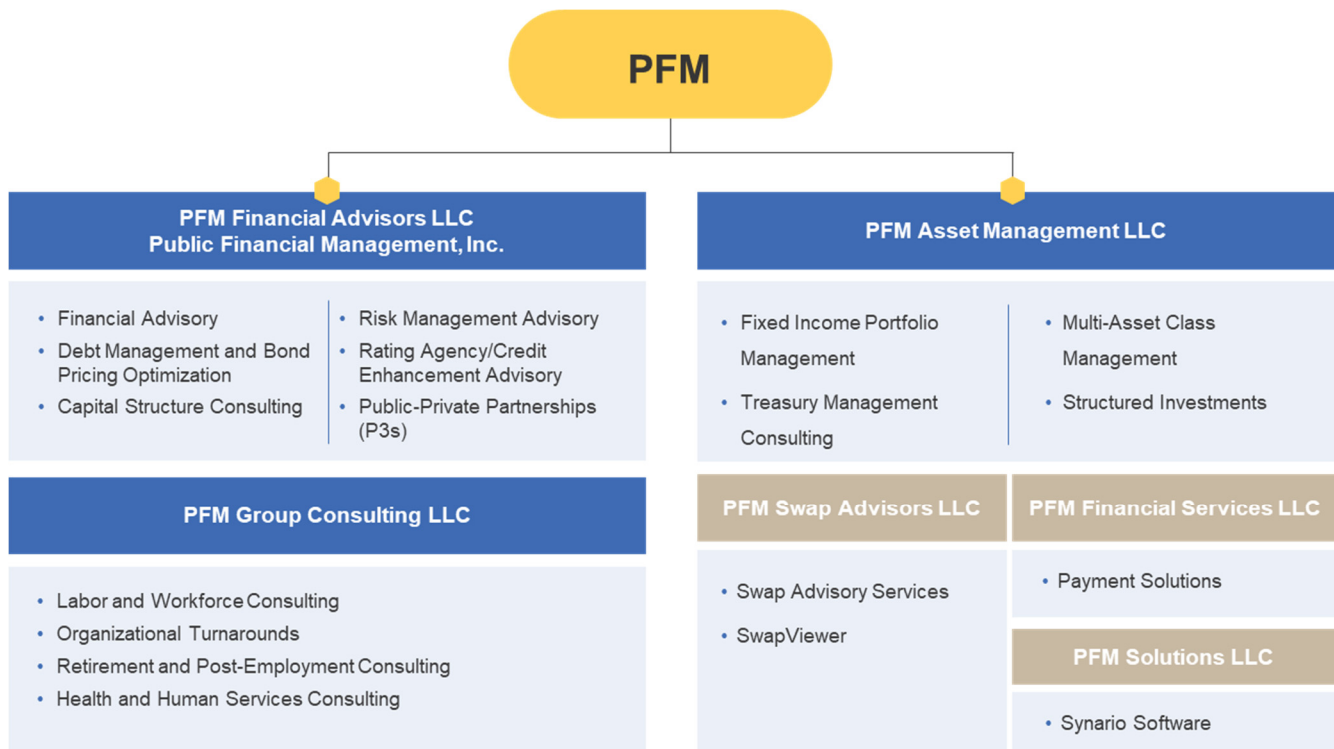 PFM
PFM Financial Advisors LLC
Public Financial Management, Inc.
• Financial Advisory
• Debt Management and Bond
Pricing Optimization
• Capital Structure Consulting
• Risk Management Advisory
• Rating Agency/Credit
Enhancement Advisory
• Public-Private Partnerships
(P3s)
PFM Group Consulting LLC
• Labor and Workforce Consulting
• Organizational Turnarounds
• Retirement and Post-Employment Consulting
• Health and Human Services Consulting
PFM Asset Management LLC
• Fixed Income Portfolio
Management
• Treasury Management
Consulting
• Multi-Asset Class
Management
• Structured Investments
PFM Swap Advisors LLC
• Swap Advisory Services
• SwapViewer
PFM Financial Services LLC
• Payment Solutions
PFM Solutions LLC
• Synario Software